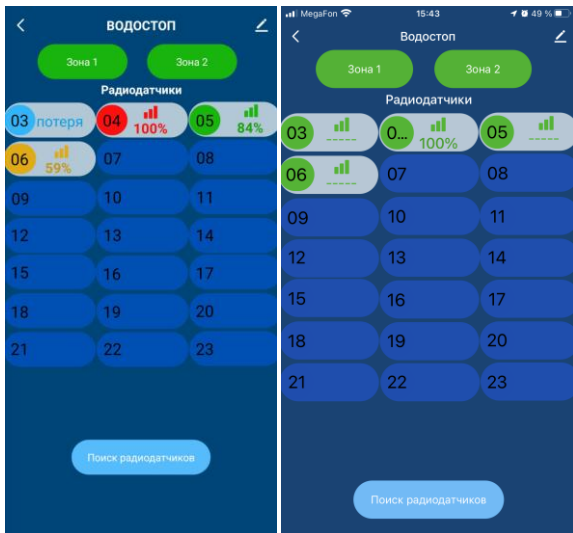 водостоп
Зона 1 Зона 2
Радиодатчики
03 потеря 04 100% 05 84%
06 59% 07 08
09 10 11
12 13 14
15 16 17
18 19 20
21 22 23
Поиск радиодатчиков
MegaFon 15:43 49 %
Водостоп
Зона 1 Зона 2
Радиодатчики
03 ----- 0... 100% 05 -----
06 ----- 07 08
09 10 11
12 13 14
15 16 17
18 19 20
21 22 23
Поиск радиодатчиков